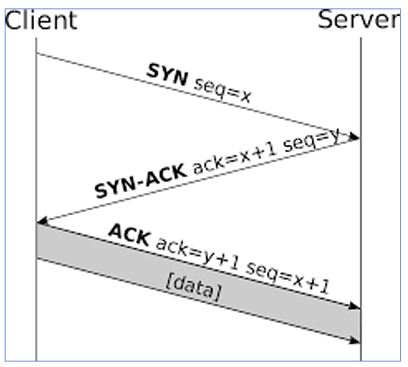 Client
Server
SYN seq=x
SYN-ACK ack=x+1 seq=y
ACK ack=y+1 seq=x+1
[data]